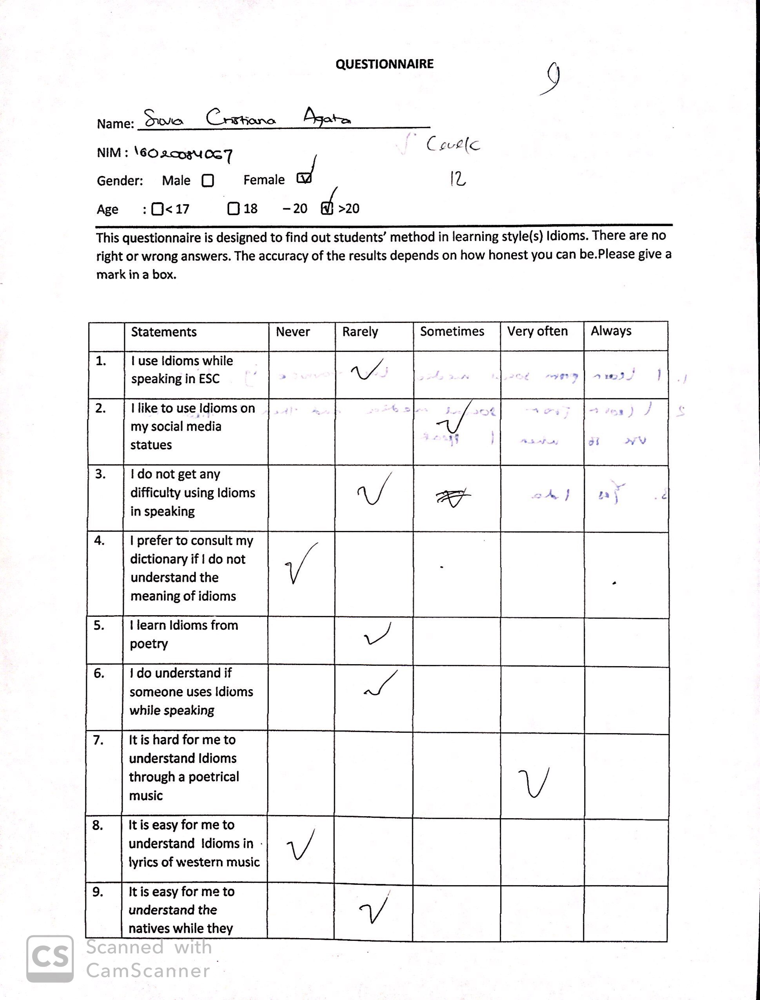 QUESTIONNAIRE
9
Name: Cristiana Agata
NIM : 16020084067
Gender: Male Female
12
Age : < 17 18 – 20 >20
This questionnaire is designed to find out students’ method in learning style(s) Idioms. There are no
right or wrong answers. The accuracy of the results depends on how honest you can be.Please give a
mark in a box.
Statements Never Rarely Sometimes Very often Always
1. I use Idioms while
speaking in ESC
2. I like to use Idioms on
my social media
statues
3. I do not get any
difficulty using Idioms
in speaking
4. I prefer to consult my
dictionary if I do not
understand the
meaning of idioms
5. I learn Idioms from
poetry
6. I do understand if
someone uses Idioms
while speaking
7. It is hard for me to
understand Idioms
through a poetrical
music
8. It is easy for me to
understand Idioms in
lyrics of western music
9. It is easy for me to
understand the
natives while they
CS Scanned with
CamScanner